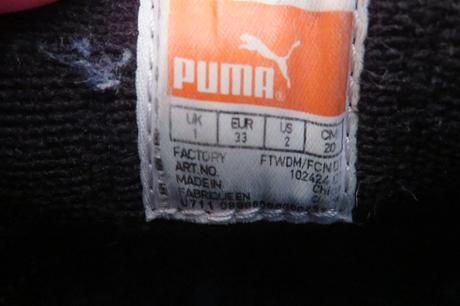 PUMA®
UK EUR US CM
1 33 2 20
FACTORY FTWDM/FCN
ART.NO. 102424
MADE IN
FABRIQUE EN
0711